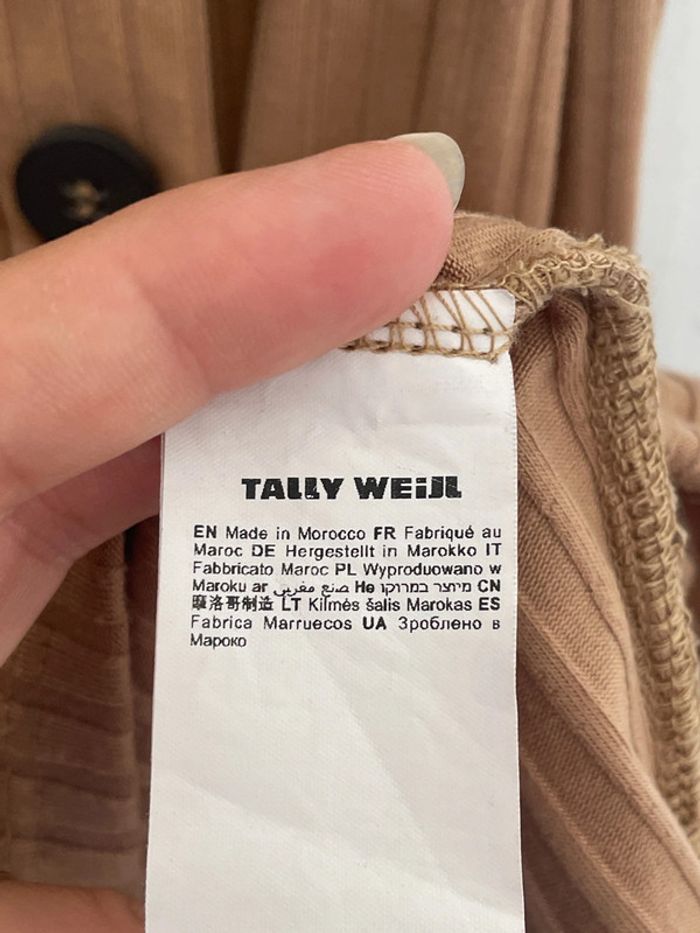 TALLY WEiJL
EN Made in Morocco FR Fabriqué au
Maroc DE Hergestellt in Marokko IT
Fabbricato Maroc PL Wyproduowano w
Maroku ar صنع مغربي He מיוצר במרוקו CN
摩洛哥制造 LT Kilmės šalis Marokas ES
Fabrica Marruecos UA Зроблено в
Мароко